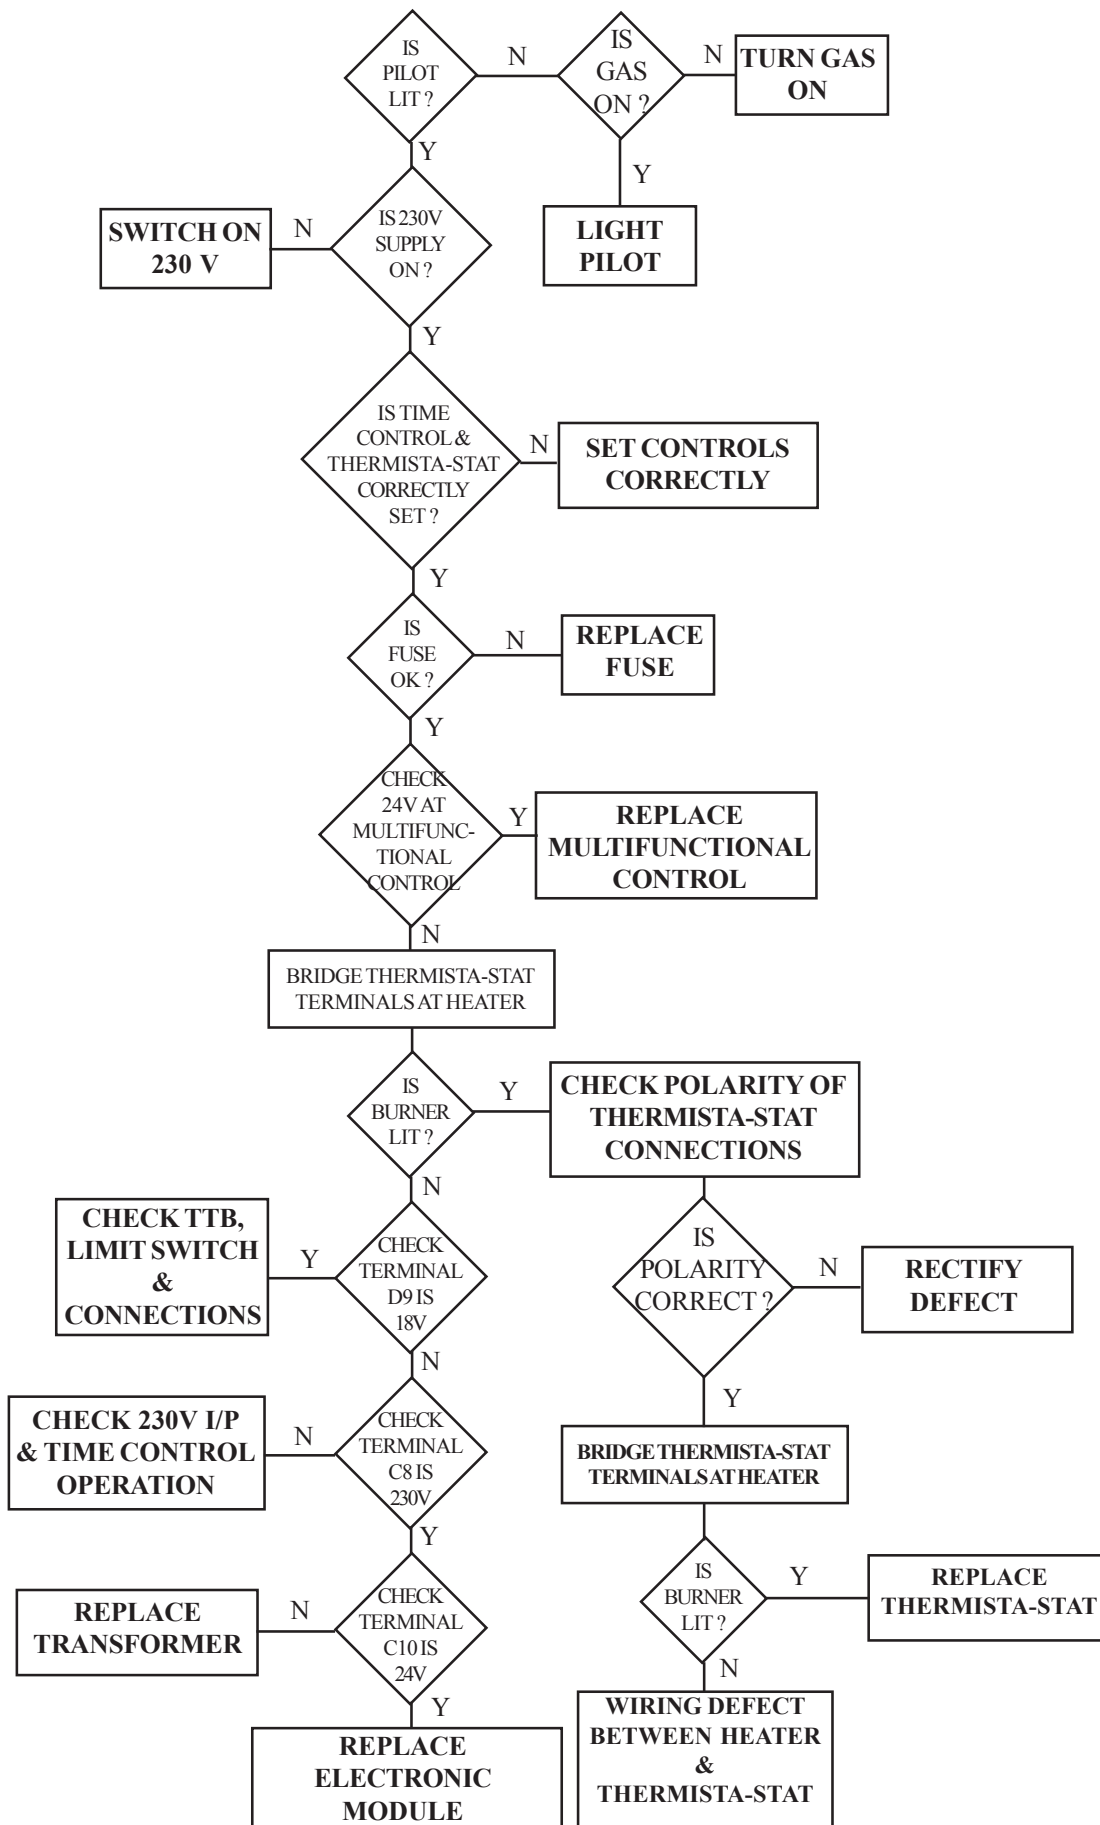 IS
PILOT
LIT ?
N
IS
GAS
ON ?
N
TURN GAS
ON
Y
Y
LIGHT
PILOT
IS 230V
SUPPLY
ON ?
N
SWITCH ON
230 V
Y
IS TIME
CONTROL &
THERMISTA-STAT
CORRECTLY
SET ?
N
SET CONTROLS
CORRECTLY
Y
IS
FUSE
OK ?
N
REPLACE
FUSE
Y
CHECK
24V AT
MULTIFUNC-
TIONAL
CONTROL
Y
REPLACE
MULTIFUNCTIONAL
CONTROL
N
BRIDGE THERMISTA-STAT
TERMINALS AT HEATER
IS
BURNER
LIT ?
Y
CHECK POLARITY OF
THERMISTA-STAT
CONNECTIONS
N
CHECK
TERMINAL
D9 IS
18V
Y
CHECK TTB,
LIMIT SWITCH
&
CONNECTIONS
IS
POLARITY
CORRECT ?
N
RECTIFY
DEFECT
N
Y
CHECK
TERMINAL
C8 IS
230V
N
CHECK 230V I/P
& TIME CONTROL
OPERATION
BRIDGE THERMISTA-STAT
TERMINALS AT HEATER
Y
CHECK
TERMINAL
C10 IS
24V
N
REPLACE
TRANSFORMER
IS
BURNER
LIT ?
Y
REPLACE
THERMISTA-STAT
Y
REPLACE
ELECTRONIC
MODULE
N
WIRING DEFECT
BETWEEN HEATER
&
THERMISTA-STAT